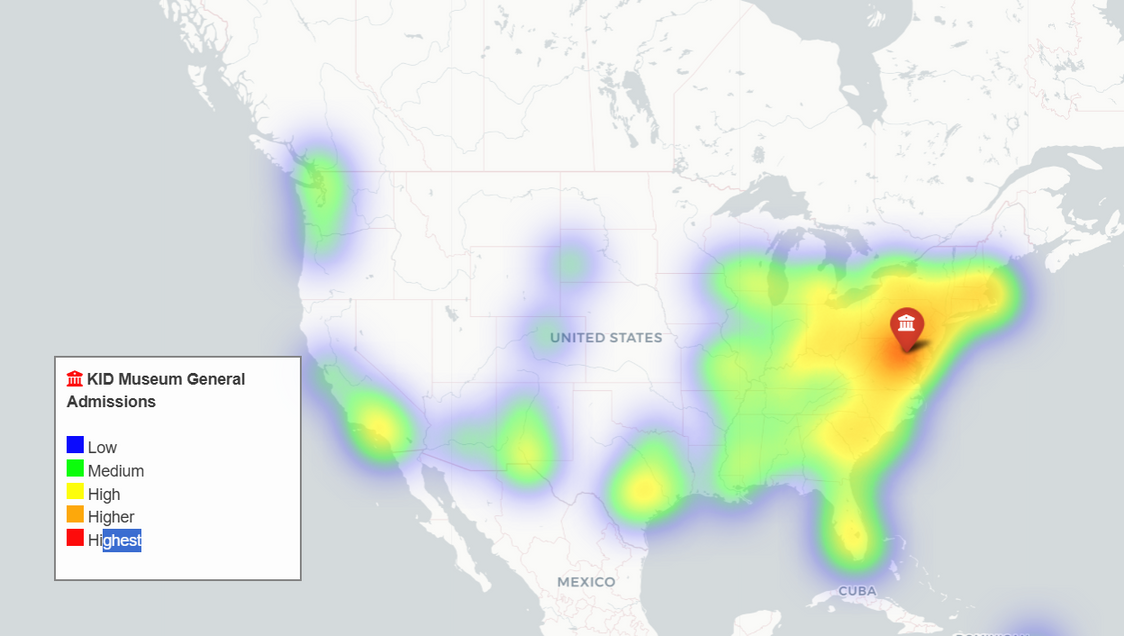 UNITED STATES
KID Museum General
Admissions
Low
Medium
High
Higher
Highest
MEXICO
CUBA